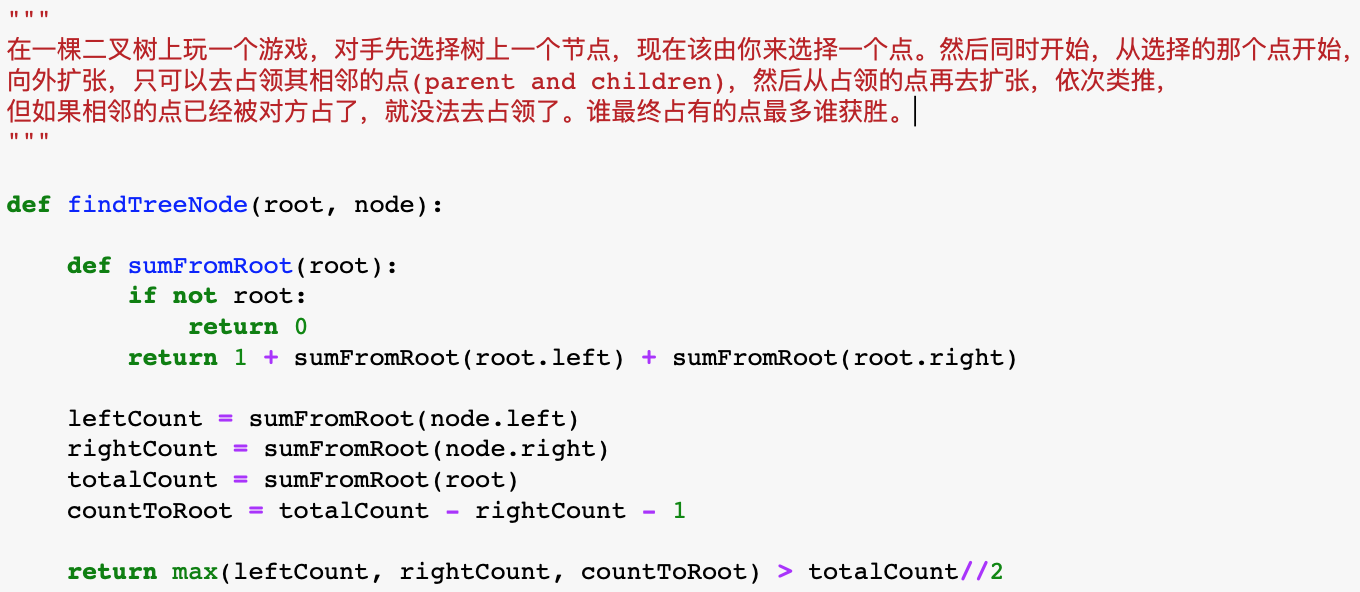 """
在一棵二叉树上玩一个游戏，对手先选择树上一个节点，现在该由你来选择一个点。然后同时开始，从选择的那个点开始，
向外扩张，只可以去占领其相邻的点(parent and children)，然后从占领的点再去扩张，依次类推，
但如果相邻的点已经被对方占了，就没法去占领了。谁最终占有的点最多谁获胜。
"""
def findTreeNode(root, node):
    def sumFromRoot(root):
        if not root:
            return 0
        return 1 + sumFromRoot(root.left) + sumFromRoot(root.right)
    leftCount = sumFromRoot(node.left)
    rightCount = sumFromRoot(node.right)
    totalCount = sumFromRoot(root)
    countToRoot = totalCount - rightCount - 1
    return max(leftCount, rightCount, countToRoot) > totalCount//2